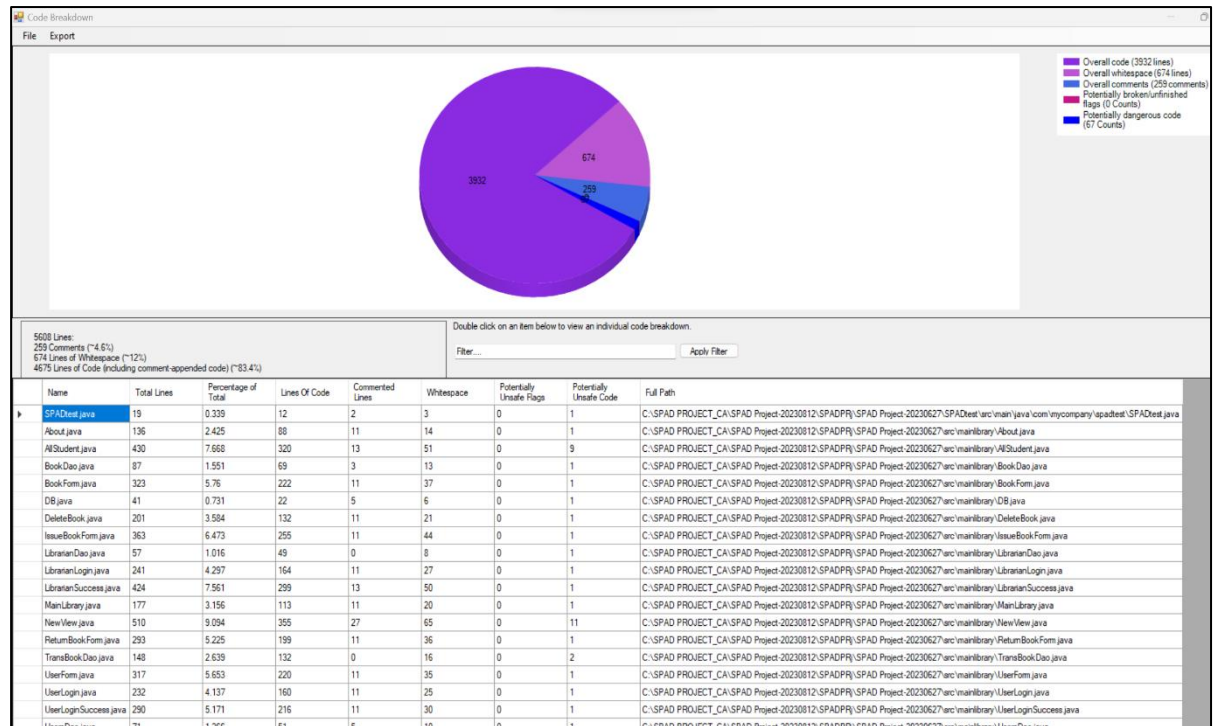 Code Breakdown
File Export
Overall code (3932 lines)
Overall whitespace (674 lines)
Overall comments (259 comments)
Potentially broken/unfinished
flags (0 Counts)
Potentially dangerous code
(67 Counts)
674
3932
259
5608 Lines:
259 Comments (~4.6%)
674 Lines of Whitespace (~12%)
4675 Lines of Code (including comment-appended code) (~83.4%)
Double click on an item below to view an individual code breakdown.
Filter.... Apply Filter
Name Total Lines Percentage of Total Lines Of Code Commented Lines Whitespace Potentially Unsafe Flags Potentially Unsafe Code Full Path
SPADtest.java 19 0.339 12 2 3 0 1 C:\SPAD PROJECT_CA\SPAD Project-20230812\SPADPRj\SPAD Project-20230627\SPADtest\src\main\java\com\mycompany\spadtest\SPADtest.java
About.java 136 2.425 88 11 14 0 1 C:\SPAD PROJECT_CA\SPAD Project-20230812\SPADPRj\SPAD Project-20230627\src\mainlibrary\About.java
AllStudent.java 430 7.668 320 13 51 0 9 C:\SPAD PROJECT_CA\SPAD Project-20230812\SPADPRj\SPAD Project-20230627\src\mainlibrary\AllStudent.java
BookDao.java 87 1.551 69 3 13 0 1 C:\SPAD PROJECT_CA\SPAD Project-20230812\SPADPRj\SPAD Project-20230627\src\mainlibrary\BookDao.java
BookForm.java 323 5.76 222 11 37 0 1 C:\SPAD PROJECT_CA\SPAD Project-20230812\SPADPRj\SPAD Project-20230627\src\mainlibrary\BookForm.java
DB.java 41 0.731 22 5 6 0 1 C:\SPAD PROJECT_CA\SPAD Project-20230812\SPADPRj\SPAD Project-20230627\src\mainlibrary\DB.java
DeleteBook.java 201 3.584 132 11 21 0 1 C:\SPAD PROJECT_CA\SPAD Project-20230812\SPADPRj\SPAD Project-20230627\src\mainlibrary\DeleteBook.java
IssueBookForm.java 363 6.473 255 11 44 0 1 C:\SPAD PROJECT_CA\SPAD Project-20230812\SPADPRj\SPAD Project-20230627\src\mainlibrary\IssueBookForm.java
LibrarianDao.java 57 1.016 49 0 8 0 1 C:\SPAD PROJECT_CA\SPAD Project-20230812\SPADPRj\SPAD Project-20230627\src\mainlibrary\LibrarianDao.java
LibrarianLogin.java 241 4.297 164 11 27 0 1 C:\SPAD PROJECT_CA\SPAD Project-20230812\SPADPRj\SPAD Project-20230627\src\mainlibrary\LibrarianLogin.java
LibrarianSuccess.java 424 7.561 299 13 50 0 1 C:\SPAD PROJECT_CA\SPAD Project-20230812\SPADPRj\SPAD Project-20230627\src\mainlibrary\LibrarianSuccess.java
MainLibrary.java 177 3.156 113 11 20 0 1 C:\SPAD PROJECT_CA\SPAD Project-20230812\SPADPRj\SPAD Project-20230627\src\mainlibrary\MainLibrary.java
NewView.java 510 9.094 355 27 65 0 11 C:\SPAD PROJECT_CA\SPAD Project-20230812\SPADPRj\SPAD Project-20230627\src\mainlibrary\NewView.java
ReturnBookForm.java 293 5.225 199 11 36 0 1 C:\SPAD PROJECT_CA\SPAD Project-20230812\SPADPRj\SPAD Project-20230627\src\mainlibrary\ReturnBookForm.java
TransBookDao.java 148 2.639 132 0 16 0 2 C:\SPAD PROJECT_CA\SPAD Project-20230812\SPADPRj\SPAD Project-20230627\src\mainlibrary\TransBookDao.java
UserForm.java 317 5.653 220 11 35 0 1 C:\SPAD PROJECT_CA\SPAD Project-20230812\SPADPRj\SPAD Project-20230627\src\mainlibrary\UserForm.java
UserLogin.java 232 4.137 160 11 25 0 1 C:\SPAD PROJECT_CA\SPAD Project-20230812\SPADPRj\SPAD Project-20230627\src\mainlibrary\UserLogin.java
UserLoginSuccess.java 290 5.171 216 11 30 0 1 C:\SPAD PROJECT_CA\SPAD Project-20230812\SPADPRj\SPAD Project-20230627\src\mainlibrary\UserLoginSuccess.java